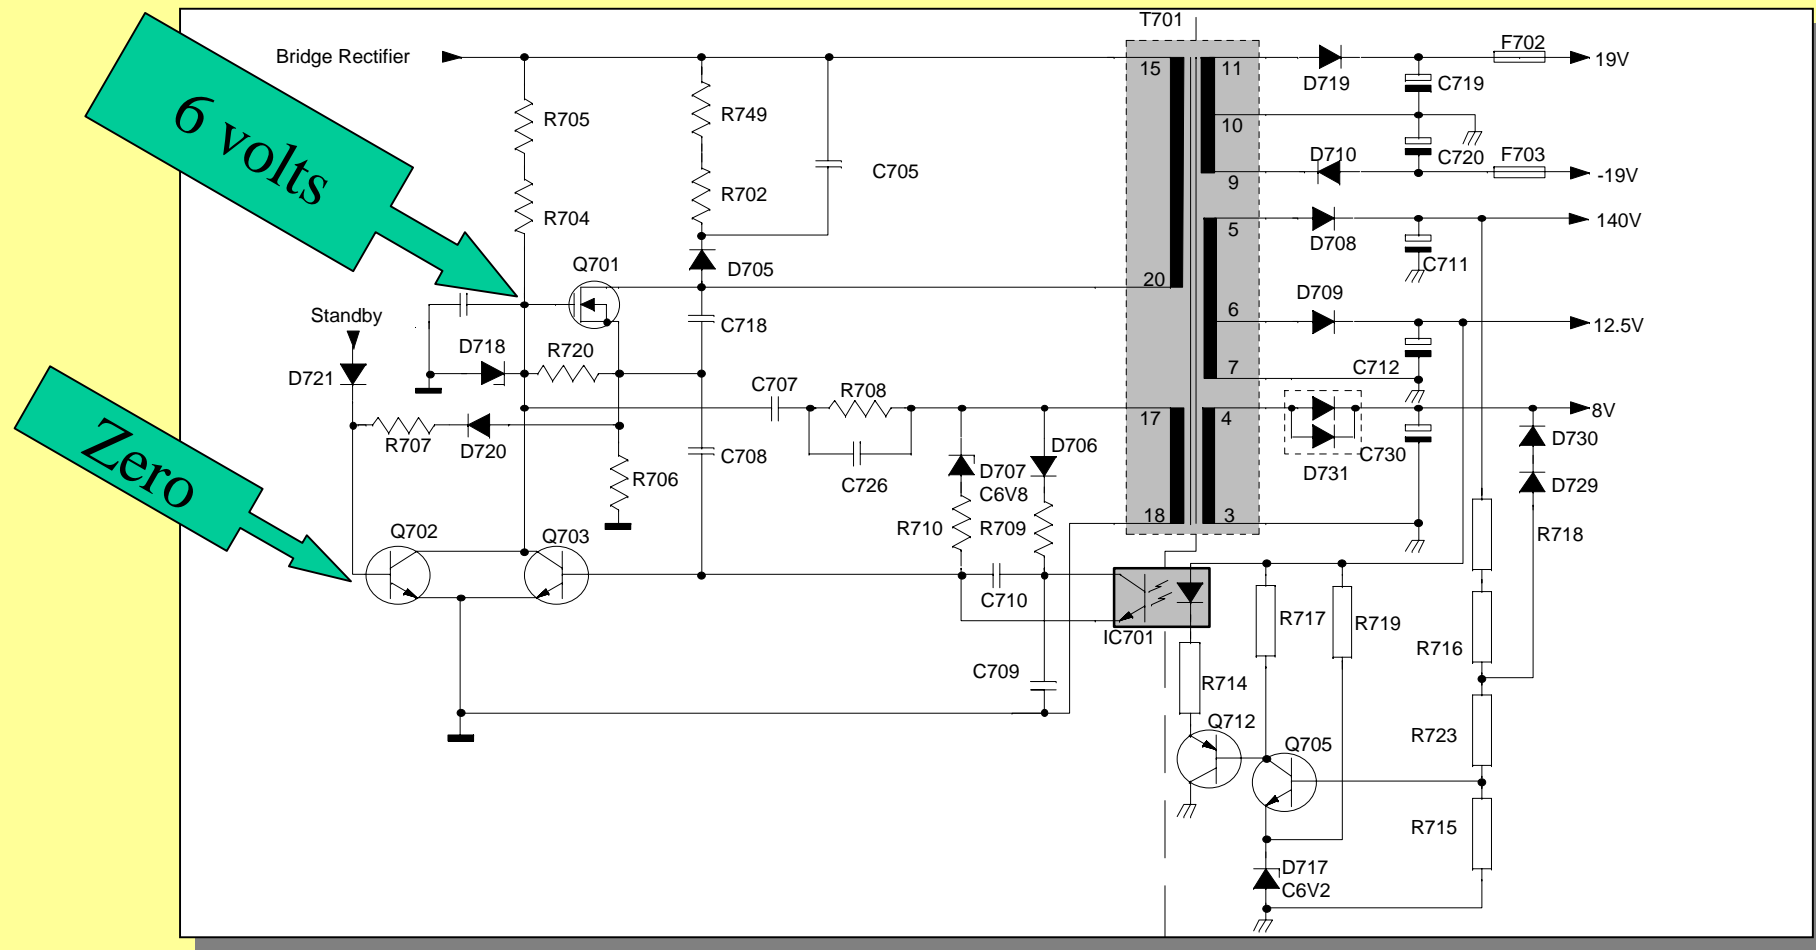 T701
Bridge Rectifier
6 volts
Zero
15
11
D719
F702
19V
C719
R705
R749
10
C705
D710
C720
F703
-19V
9
R704
R702
5
D708
140V
C711
Q701
D705
20
D709
Standby
C718
6
12.5V
D718
R720
D721
C707
R708
7
C712
17
4
8V
R707
D720
C708
C726
D707
C6V8
D706
D731
C730
D730
D729
R706
R710
R709
18
3
R718
Q702
Q703
C710
IC701
R717
R719
R716
C709
R714
Q712
Q705
R723
R715
D717
C6V2